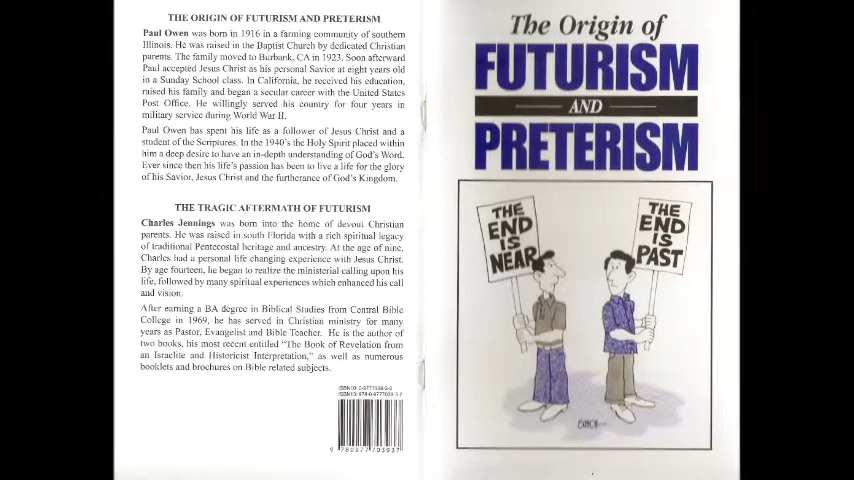 THE ORIGIN OF FUTURISM AND PRETERISM
Paul Owen was born in 1916 in a farming community of southern
Illinois. He was raised in the Baptist Church by dedicated Christian
parents. The family moved to Burbank, CA in 1923. Soon afterward
Paul accepted Jesus Christ as his personal Savior at eight years old
in a Sunday School class. In California, he received his education,
raised his family and began a secular career with the United States
Post Office. He willingly served his country for four years in
military service during World War II.
Paul Owen has spent his life as a follower of Jesus Christ and a
student of the Scriptures. In the 1940's the Holy Spirit placed within
him a deep desire to have an in-depth understanding of God's Word.
Ever since then his life's passion has been to live a life for the glory
of his Savior, Jesus Christ and the furtherance of God's Kingdom.
THE TRAGIC AFTERMATH OF FUTURISM
Charles Jennings was born into the home of devout Christian
parents. He was raised in south Florida with a rich spiritual legacy
of traditional Pentecostal heritage and ancestry. At the age of nine,
Charles had a personal life changing experience with Jesus Christ.
By age fourteen, he began to realize the ministerial calling upon his
life, followed by many spiritual experiences which enhanced his call
and vision.
After earning a BA degree in Biblical Studies from Central Bible
College in 1969, he has served in Christian ministry for many
years as Pastor, Evangelist and Bible Teacher. He is the author of
two books, his most recent entitled "The Book of Revelation from
an Israelite and Historicist Interpretation," as well as numerous
booklets and brochures on Bible related subjects.
The Origin of
FUTURISM
AND
PRETERISM
THE
END
IS
NEAR
THE
END
IS
PAST